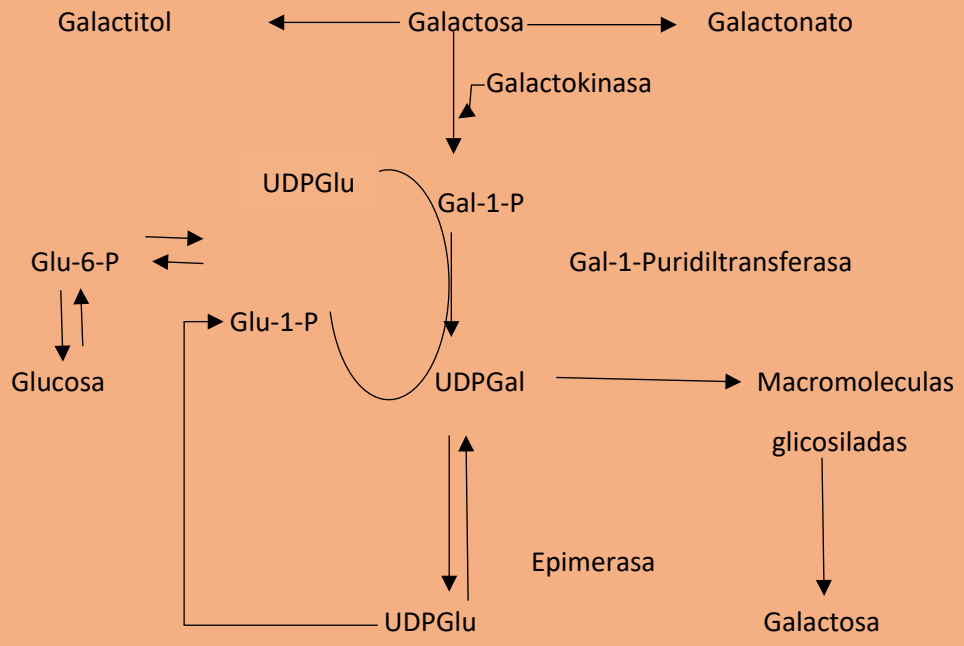 Galactitol
Galactosa
Galactonato
Galactokinasa
UDPGlu
Gal-1-P
Glu-6-P
Gal-1-Puridiltransferasa
Glu-1-P
Glucosa
UDPGal
Macromoleculas
glicosiladas
Epimerasa
UDPGlu
Galactosa